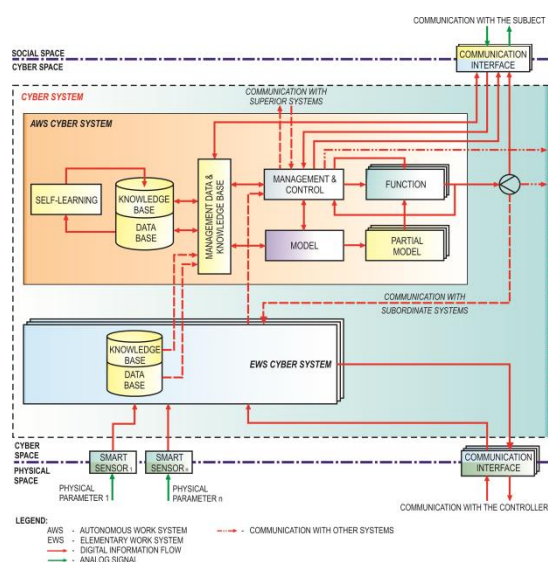 COMMUNICATION WITH THE SUBJECT
SOCIAL SPACE
CYBER SPACE
COMMUNICATION
INTERFACE
CYBER SYSTEM
COMMUNICATION WITH
SUPERIOR SYSTEMS
AWS CYBER SYSTEM
SELF-LEARNING
KNOWLEDGE
BASE
DATA
BASE
MANAGEMENT DATA &
KNOWLEDGE BASE
MANAGEMENT &
CONTROL
FUNCTION
MODEL
PARTIAL
MODEL
COMMUNICATION WITH
SUBORDINATE SYSTEMS
KNOWLEDGE
BASE
DATA
BASE
EWS CYBER SYSTEM
CYBER
SPACE
PHYSICAL
SPACE
SMART
SENSOR 1
SMART
SENSOR n
COMMUNICATION
INTERFACE
PHYSICAL
PARAMETER 1
PHYSICAL
PARAMETER n
COMMUNICATION WITH THE CONTROLLER
LEGEND:
AWS - AUTONOMOUS WORK SYSTEM
EWS - ELEMENTARY WORK SYSTEM
- DIGITAL INFORMATION FLOW
- ANALOG SIGNAL
- COMMUNICATION WITH OTHER SYSTEMS